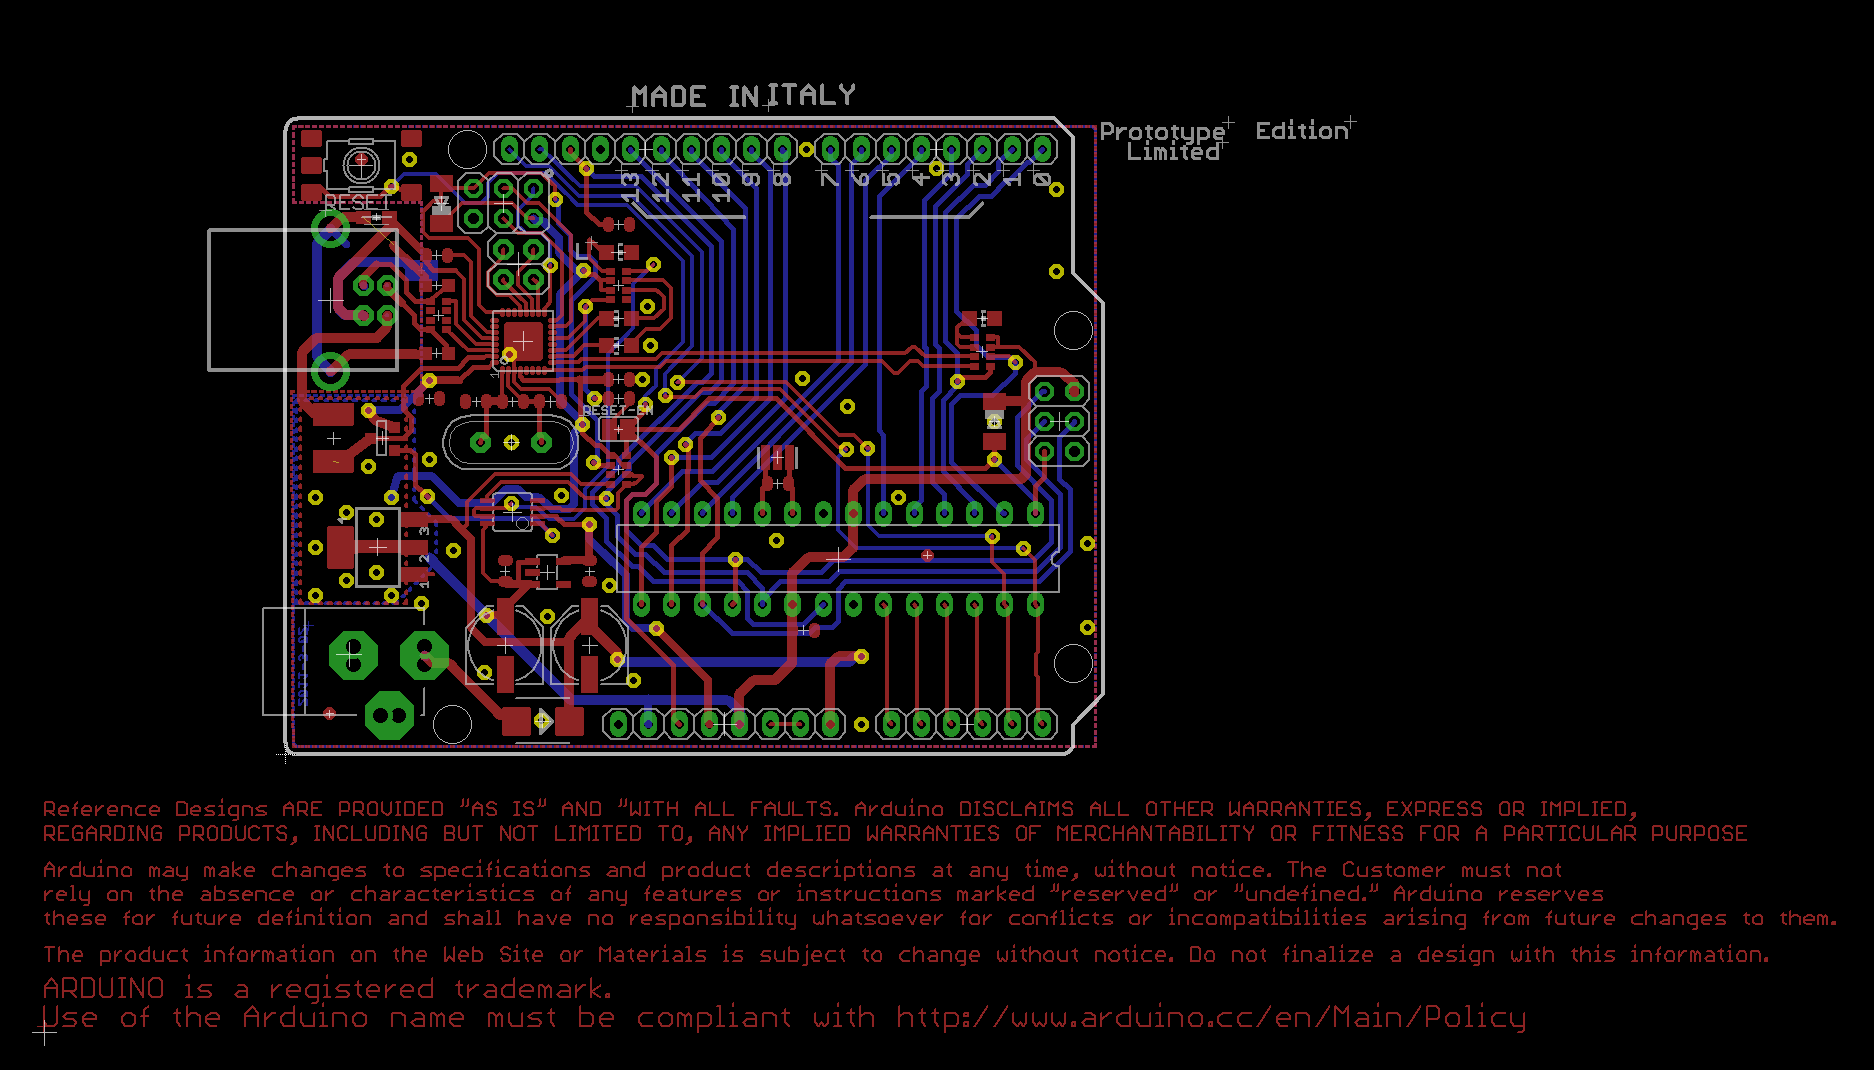 MADE IN ITALY
Prototype Edition
Limited
RESET
13 12 11 10 9 8 7 6 5 4 3 2 1 0
L
RESET-EN
3
2
1
Reference Designs ARE PROVIDED "AS IS" AND "WITH ALL FAULTS. Arduino DISCLAIMS ALL OTHER WARRANTIES, EXPRESS OR IMPLIED,
REGARDING PRODUCTS, INCLUDING BUT NOT LIMITED TO, ANY IMPLIED WARRANTIES OF MERCHANTABILITY OR FITNESS FOR A PARTICULAR PURPOSE
Arduino may make changes to specifications and product descriptions at any time, without notice. The Customer must not
rely on the absence or characteristics of any features or instructions marked "reserved" or "undefined." Arduino reserves
these for future definition and shall have no responsibility whatsoever for conflicts or incompatibilities arising from future changes to them.
The product information on the Web Site or Materials is subject to change without notice. Do not finalize a design with this information.
ARDUINO is a registered trademark.
Use of the Arduino name must be compliant with http://www.arduino.cc/en/Main/Policy